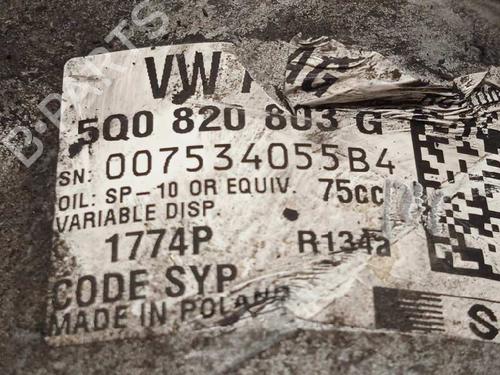 B-PARTS
VW AG
5Q0 820 803 G
SN: 007534055B4
OIL: SP-10 OR EQUIV. 75cc
VARIABLE DISP.
1774P R134a
CODE SYP
MADE IN POLAND
S